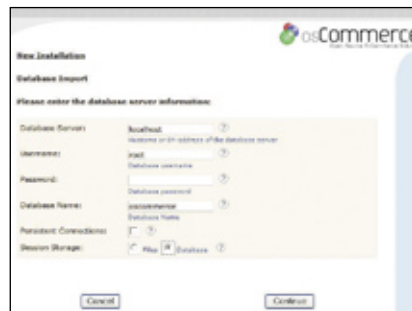 osCommerce
New Installation
Database Import
Please enter the database server information:
Database Server: localhost
Hostname or IP-address of the database server
Username: root
Database username
Password:
Database password
Database Name: oscommerce
Database Name
Persistent Connections:
Session Storage: Files Database
Cancel Continue